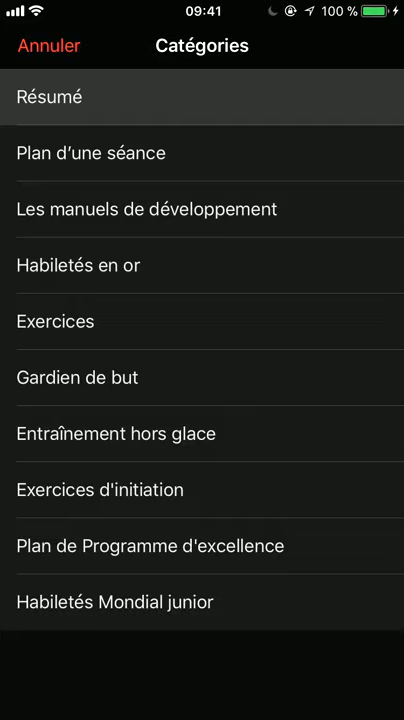 09:41
100 %
Annuler
Catégories
Résumé
Plan d’une séance
Les manuels de développement
Habiletés en or
Exercices
Gardien de but
Entraînement hors glace
Exercices d'initiation
Plan de Programme d'excellence
Habiletés Mondial junior